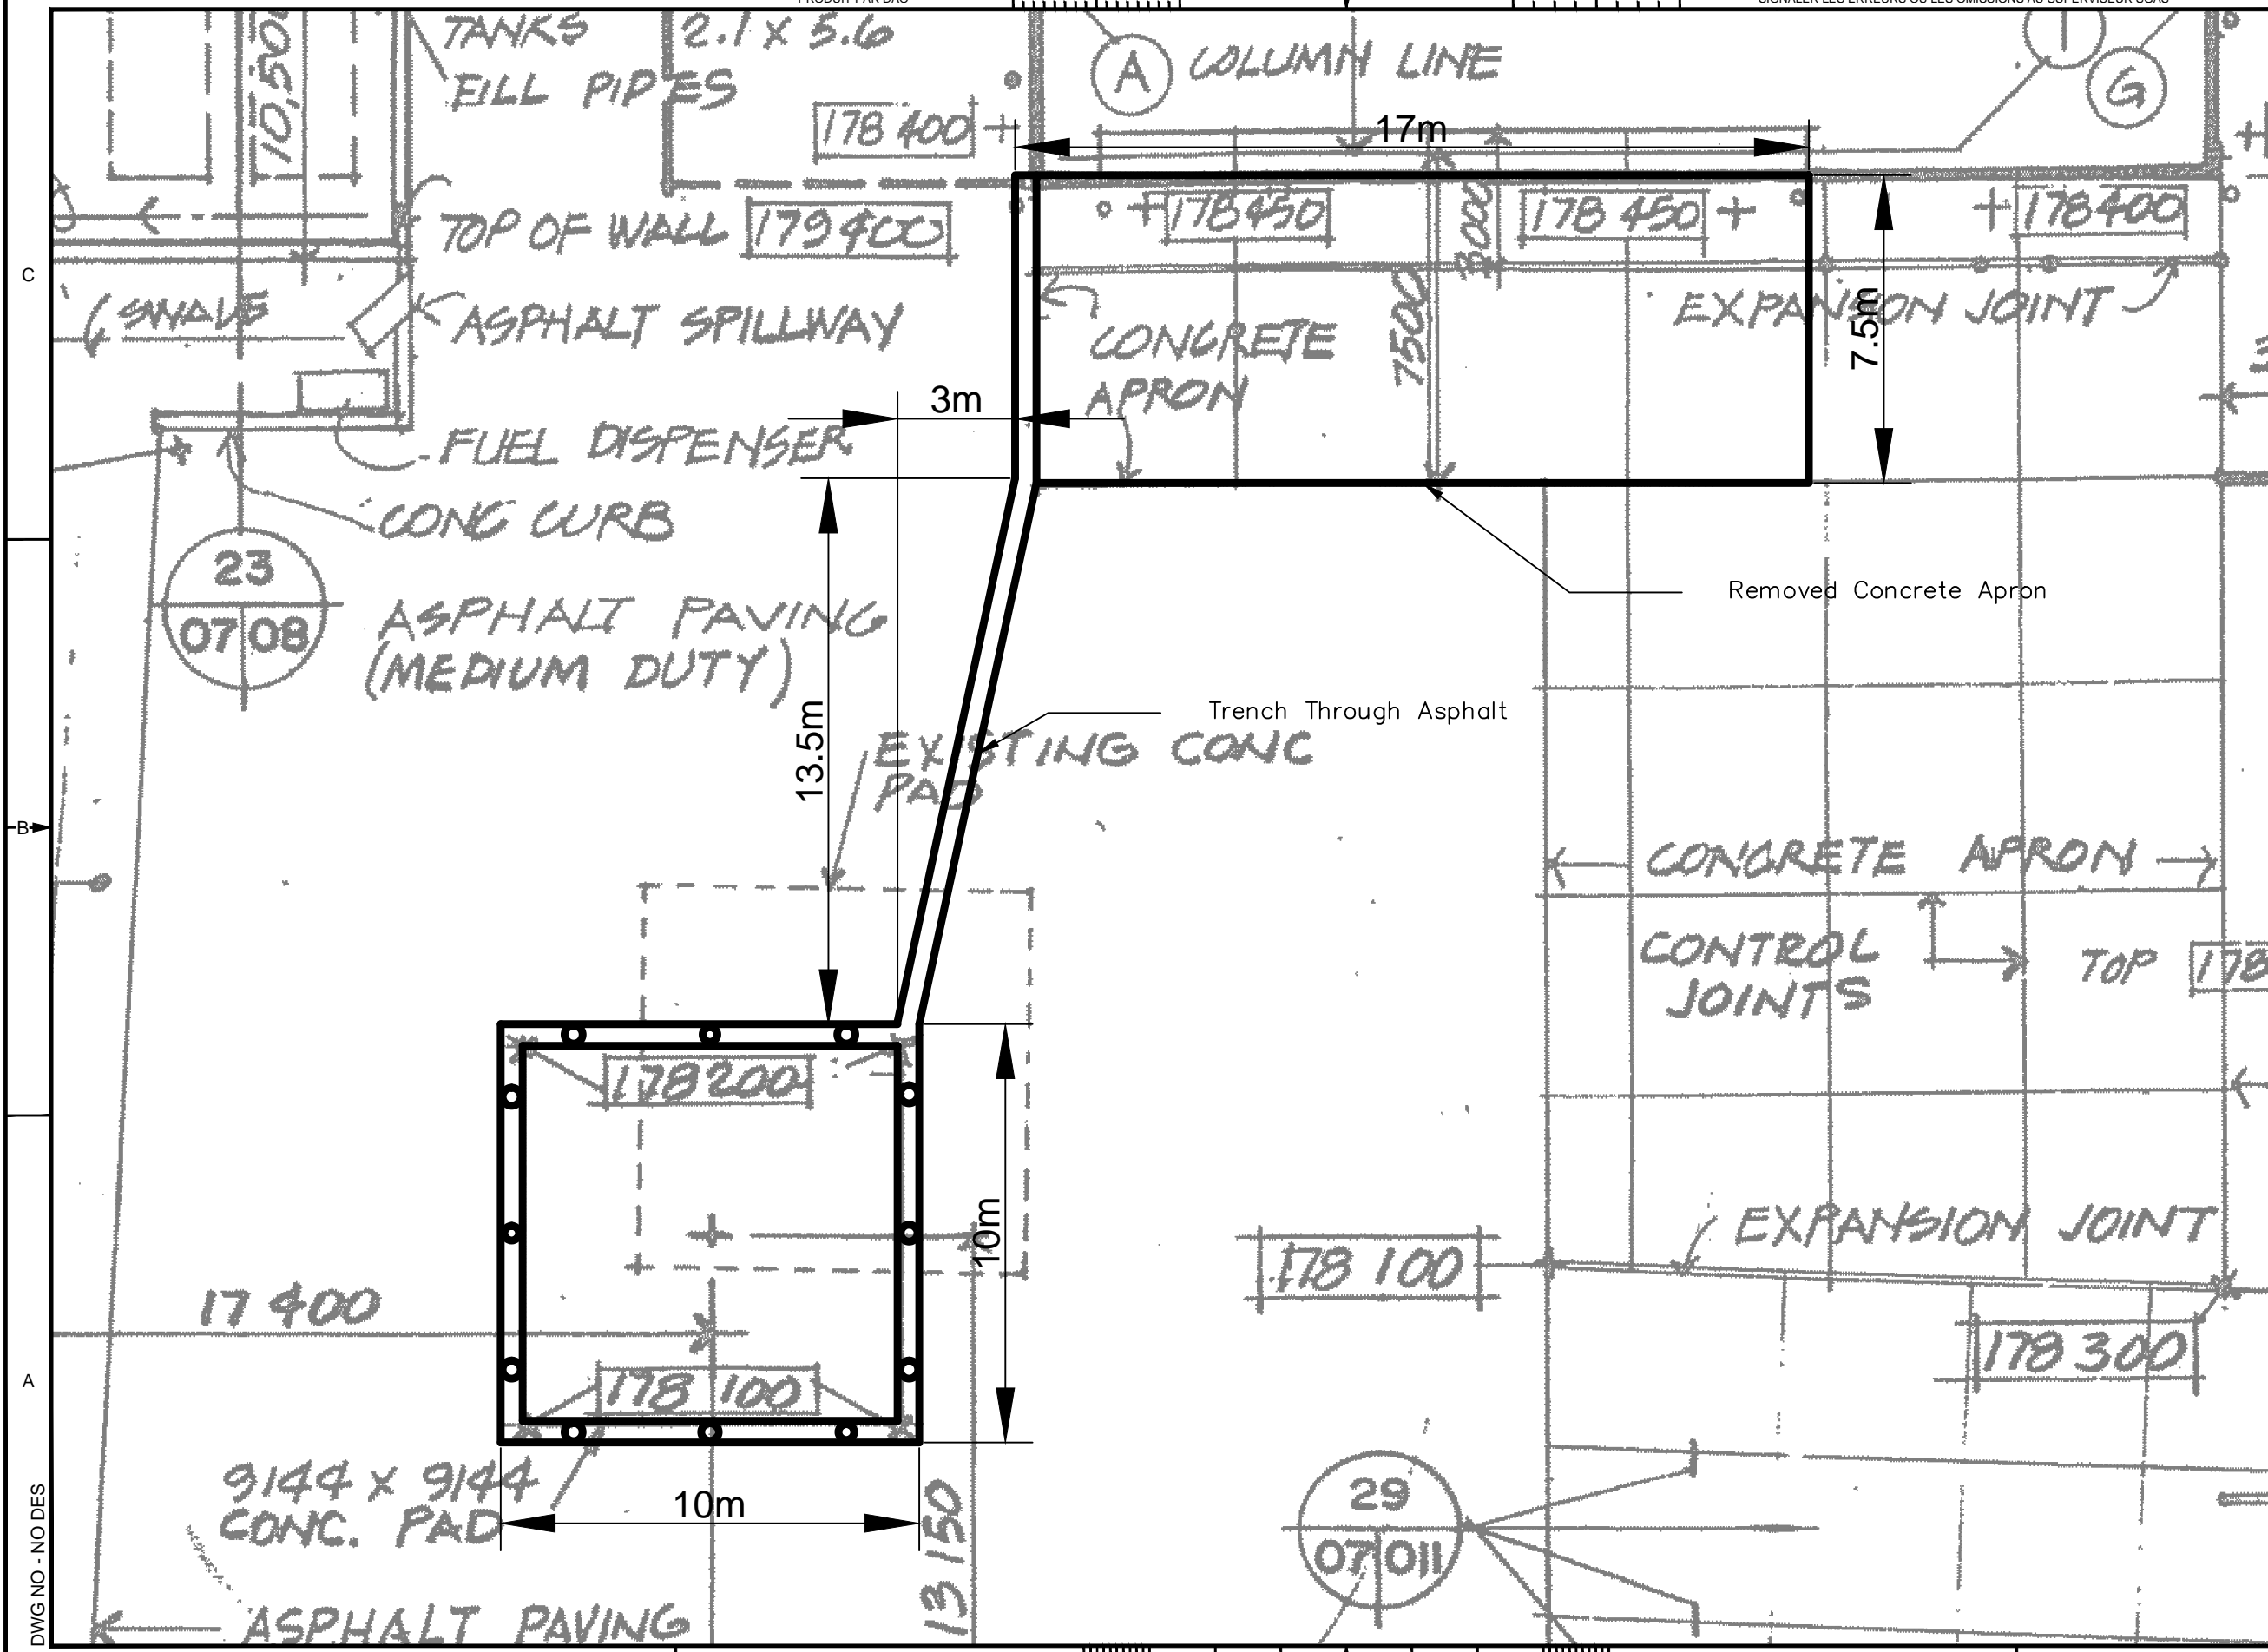 TANKS 2.1 X 5.6
FILL PIPES
10,500
A COLUMN LINE
G
178 400
17m
TOP OF WALL 179 400
178 450
3000
178 450
178 400
SWALE
ASPHALT SPILLWAY
CONCRETE
APRON
7500
EXPANSION JOINT
7.5m
3m
FUEL DISPENSER
CONC CURB
23
07 08
ASPHALT PAVING
(MEDIUM DUTY)
Removed Concrete Apron
Trench Through Asphalt
13.5m
EXISTING CONC
PAD
CONCRETE APRON
CONTROL
JOINTS
TOP 178
178 200
10m
EXPANSION JOINT
178 100
17 400
178 300
178 100
9144 X 9144
CONC. PAD
10m
13 150
29
07 011
ASPHALT PAVING
C
B
A
DWG NO - NO DES